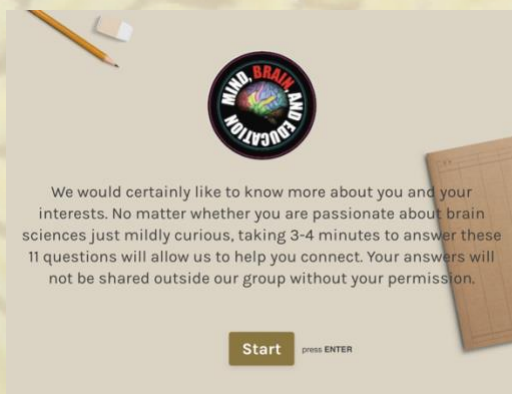 MIND, BRAIN, AND EDUCATION
We would certainly like to know more about you and your
interests. No matter whether you are passionate about brain
sciences just mildly curious, taking 3-4 minutes to answer these
11 questions will allow us to help you connect. Your answers will
not be shared outside our group without your permission.
Start press ENTER